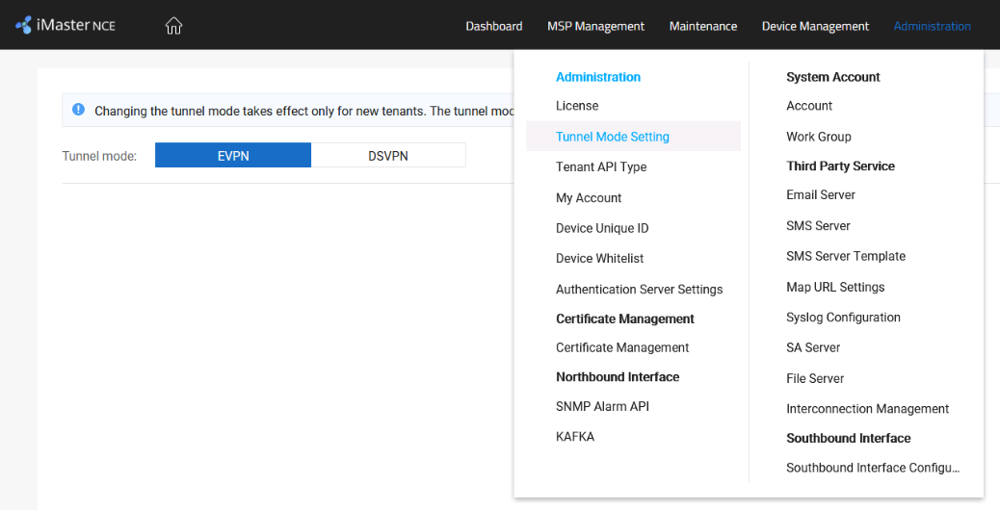 iMaster NCE
Dashboard MSP Management Maintenance Device Management Administration
Changing the tunnel mode takes effect only for new tenants. The tunnel mod
Tunnel mode: EVPN DSVPN
Administration
License
Tunnel Mode Setting
Tenant API Type
My Account
Device Unique ID
Device Whitelist
Authentication Server Settings
Certificate Management
Certificate Management
Northbound Interface
SNMP Alarm API
KAFKA
System Account
Account
Work Group
Third Party Service
Email Server
SMS Server
SMS Server Template
Map URL Settings
Syslog Configuration
SA Server
File Server
Interconnection Management
Southbound Interface
Southbound Interface Configu...